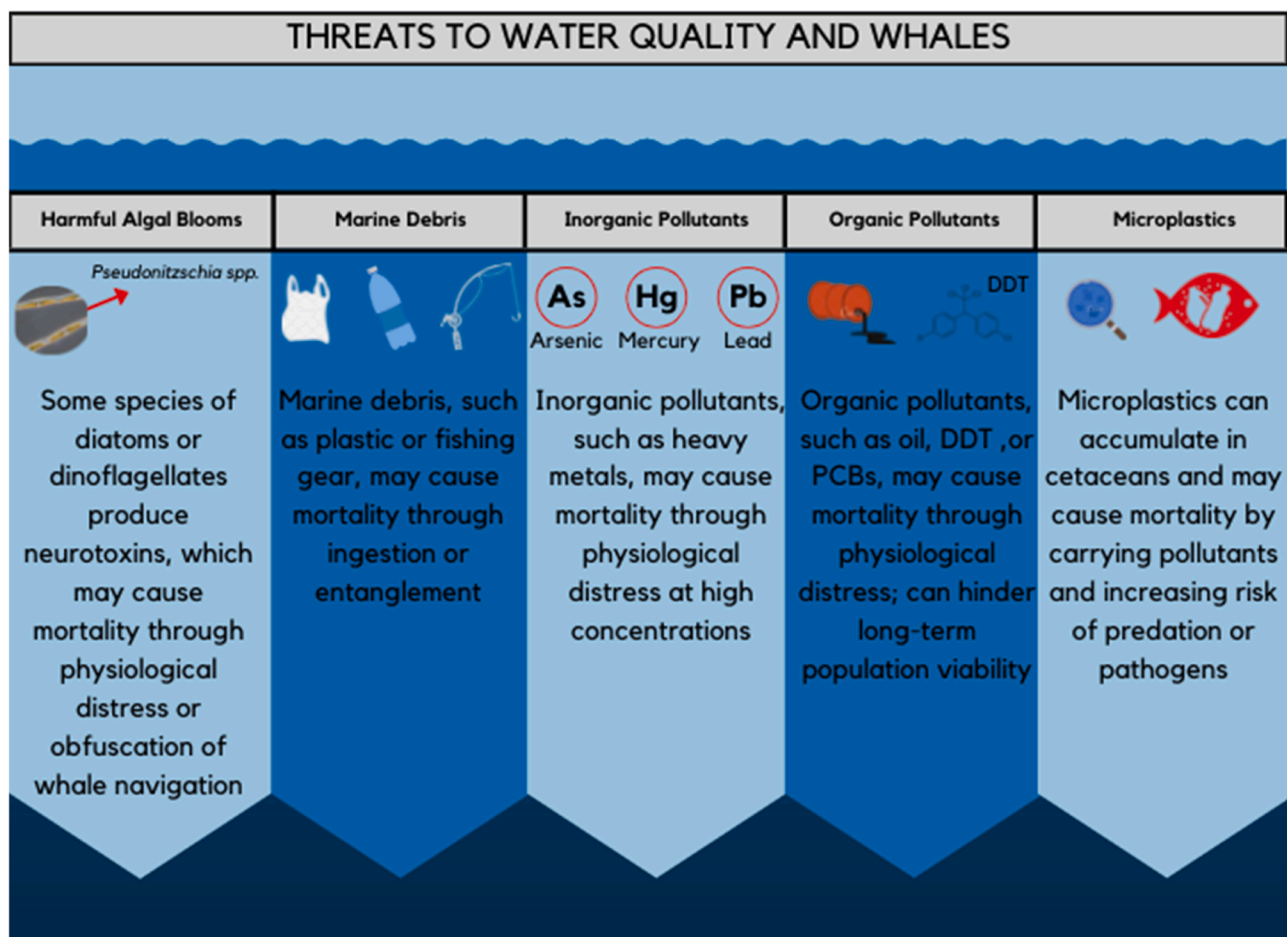 THREATS TO WATER QUALITY AND WHALES
Harmful Algal Blooms
Marine Debris
Inorganic Pollutants
Organic Pollutants
Microplastics
Pseudonitzschia spp.
Some species of
diatoms or
dinoflagellates
produce
neurotoxins, which
may cause
mortality through
physiological
distress or
obfuscation of
whale navigation
Marine debris, such
as plastic or fishing
gear, may cause
mortality through
ingestion or
entanglement
As
Hg
Pb
Arsenic
Mercury
Lead
Inorganic pollutants,
such as heavy
metals, may cause
mortality through
physiological
distress at high
concentrations
DDT
Organic pollutants,
such as oil, DDT ,or
PCBs, may cause
mortality through
physiological
distress; can hinder
long-term
population viability
Microplastics can
accumulate in
cetaceans and may
cause mortality by
carrying pollutants
and increasing risk
of predation or
pathogens